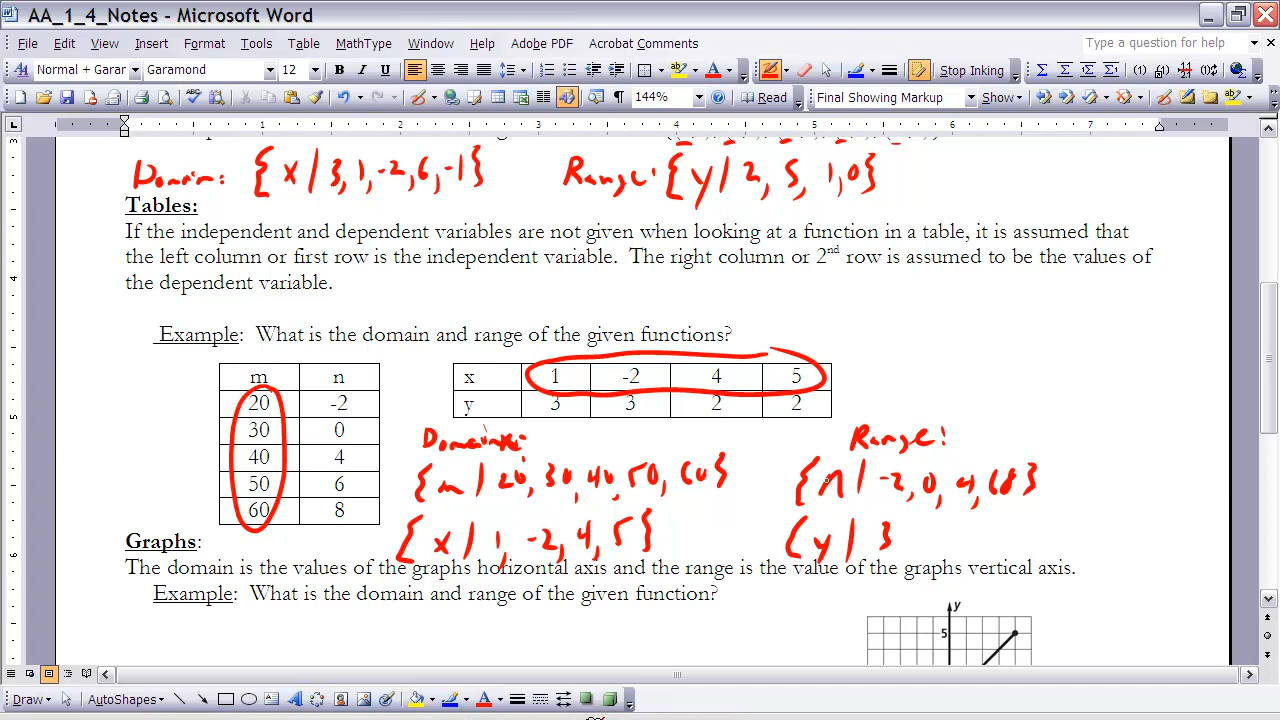 AA_1_4_Notes - Microsoft Word
File Edit View Insert Format Tools Table MathType Window Help Adobe PDF Acrobat Comments Type a question for help
Normal + Garar Garamond 12 B I U Stop Inking
144% Read Final Showing Markup Show
1 2 3 4 5 6 7
Domain: {x | 3, 1, -2, 6, -1} Range: {y | 2, 5, 1, 0}
Tables:
If the independent and dependent variables are not given when looking at a function in a table, it is assumed that
the left column or first row is the independent variable. The right column or 2nd row is assumed to be the values of
the dependent variable.
Example: What is the domain and range of the given functions?
m n
20 -2
30 0
40 4
50 6
60 8
x 1 -2 4 5
y 3 3 2 2
Domain: Range:
{m | 20, 30, 40, 50, 60} {n | -2, 0, 4, 6 8}
{x | 1, -2, 4, 5} {y | 3
Graphs:
The domain is the values of the graphs horizontal axis and the range is the value of the graphs vertical axis.
Example: What is the domain and range of the given function?
y
5
Draw AutoShapes